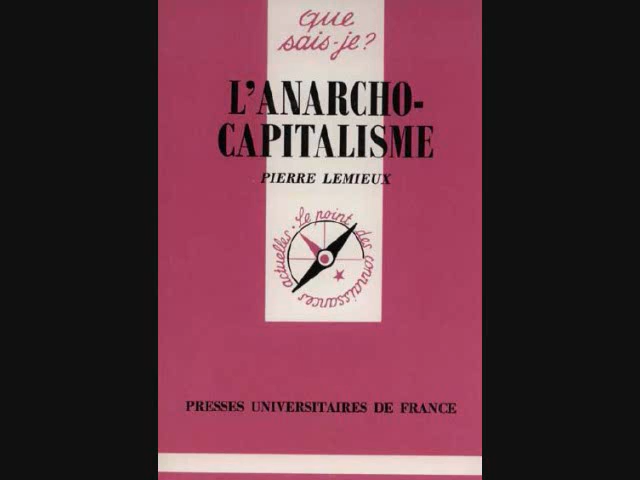 que
sais-je?
L'ANARCHO-
CAPITALISME
PIERRE LEMIEUX
Le point des connaissances actuelles.
PRESSES UNIVERSITAIRES DE FRANCE